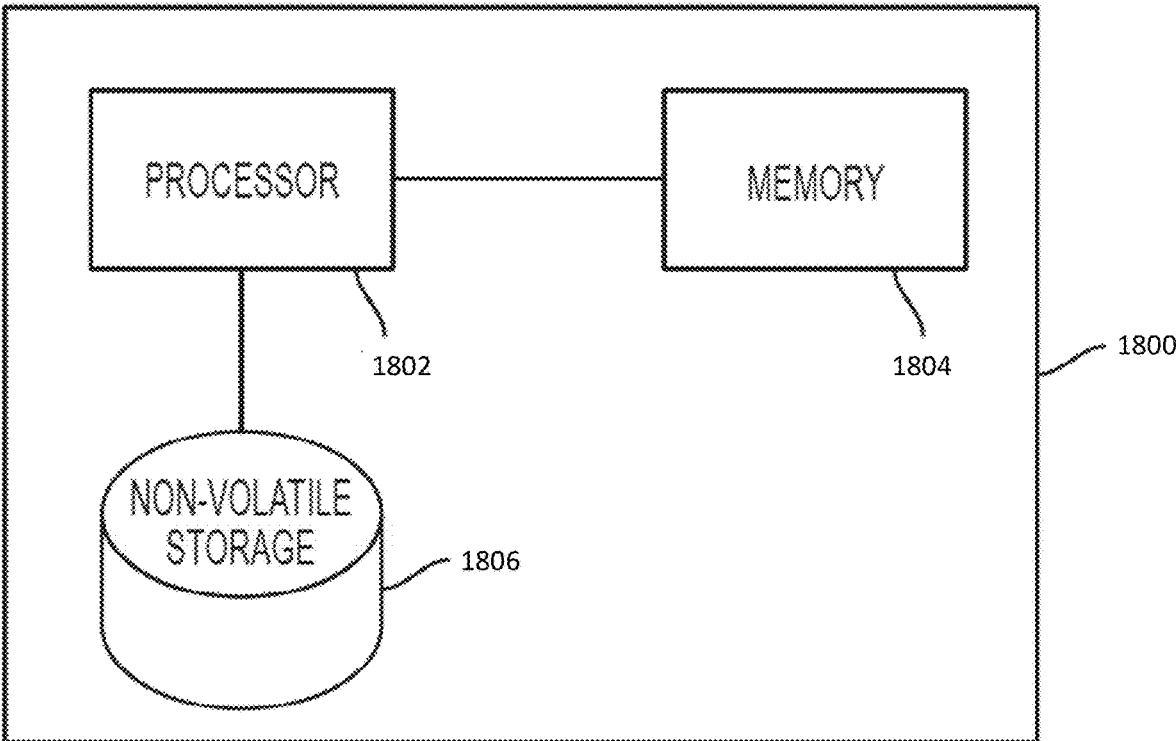 PROCESSOR
MEMORY
1802
1804
1800
NON-VOLATILE
STORAGE
1806